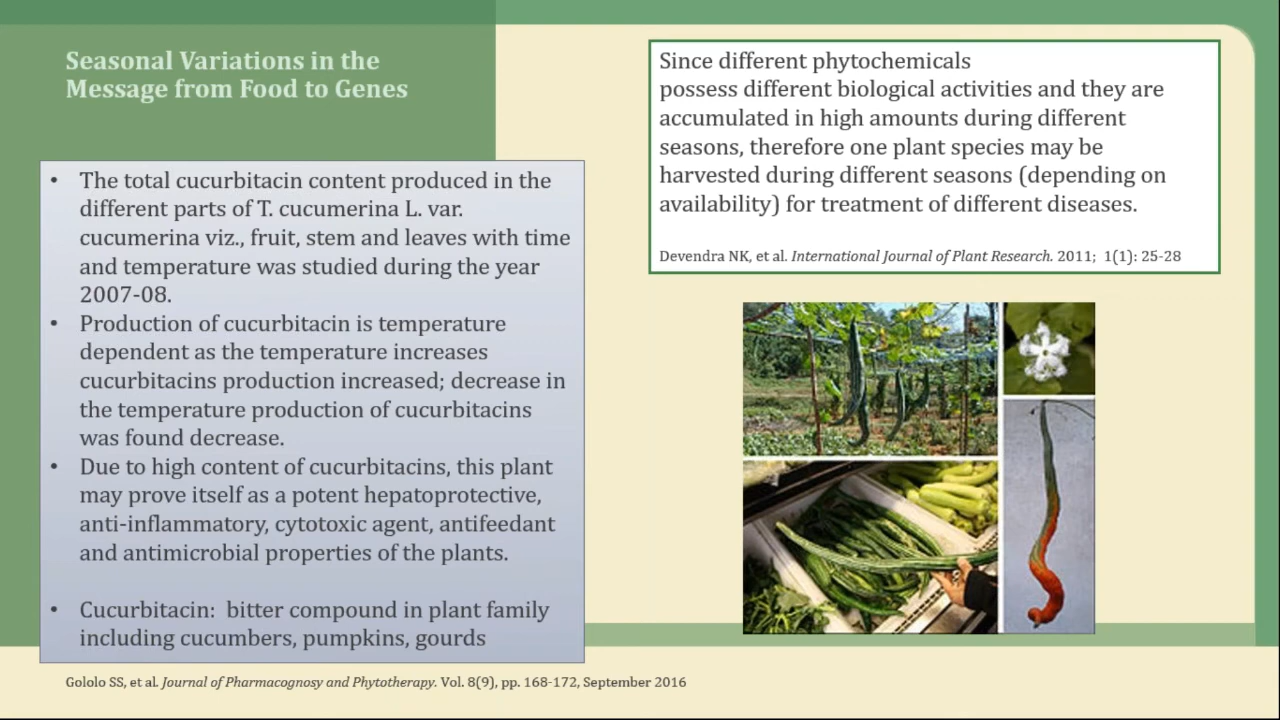 Seasonal Variations in the
Message from Food to Genes
• The total cucurbitacin content produced in the
different parts of T. cucumerina L. var.
cucumerina viz., fruit, stem and leaves with time
and temperature was studied during the year
2007-08.
• Production of cucurbitacin is temperature
dependent as the temperature increases
cucurbitacins production increased; decrease in
the temperature production of cucurbitacins
was found decrease.
• Due to high content of cucurbitacins, this plant
may prove itself as a potent hepatoprotective,
anti-inflammatory, cytotoxic agent, antifeedant
and antimicrobial properties of the plants.
• Cucurbitacin:  bitter compound in plant family
including cucumbers, pumpkins, gourds
Gololo SS, et al. Journal of Pharmacognosy and Phytotherapy. Vol. 8(9), pp. 168-172, September 2016
Since different phytochemicals
possess different biological activities and they are
accumulated in high amounts during different
seasons, therefore one plant species may be
harvested during different seasons (depending on
availability) for treatment of different diseases.
Devendra NK, et al. International Journal of Plant Research. 2011;  1(1): 25-28